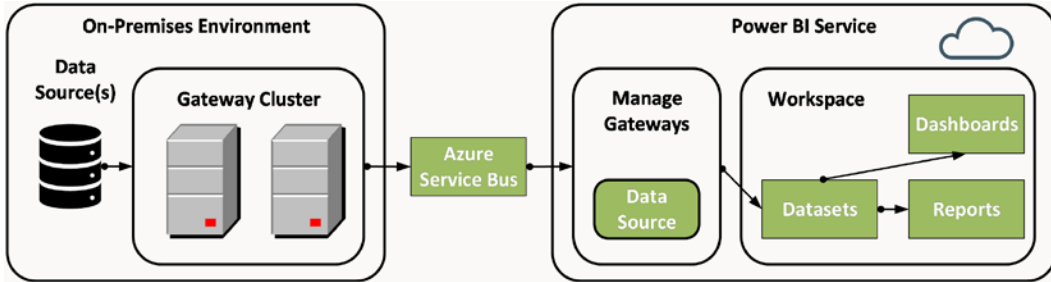 On-Premises Environment
Data
Source(s)
Gateway Cluster
Azure
Service Bus
Power BI Service
Manage
Gateways
Data
Source
Workspace
Dashboards
Datasets
Reports